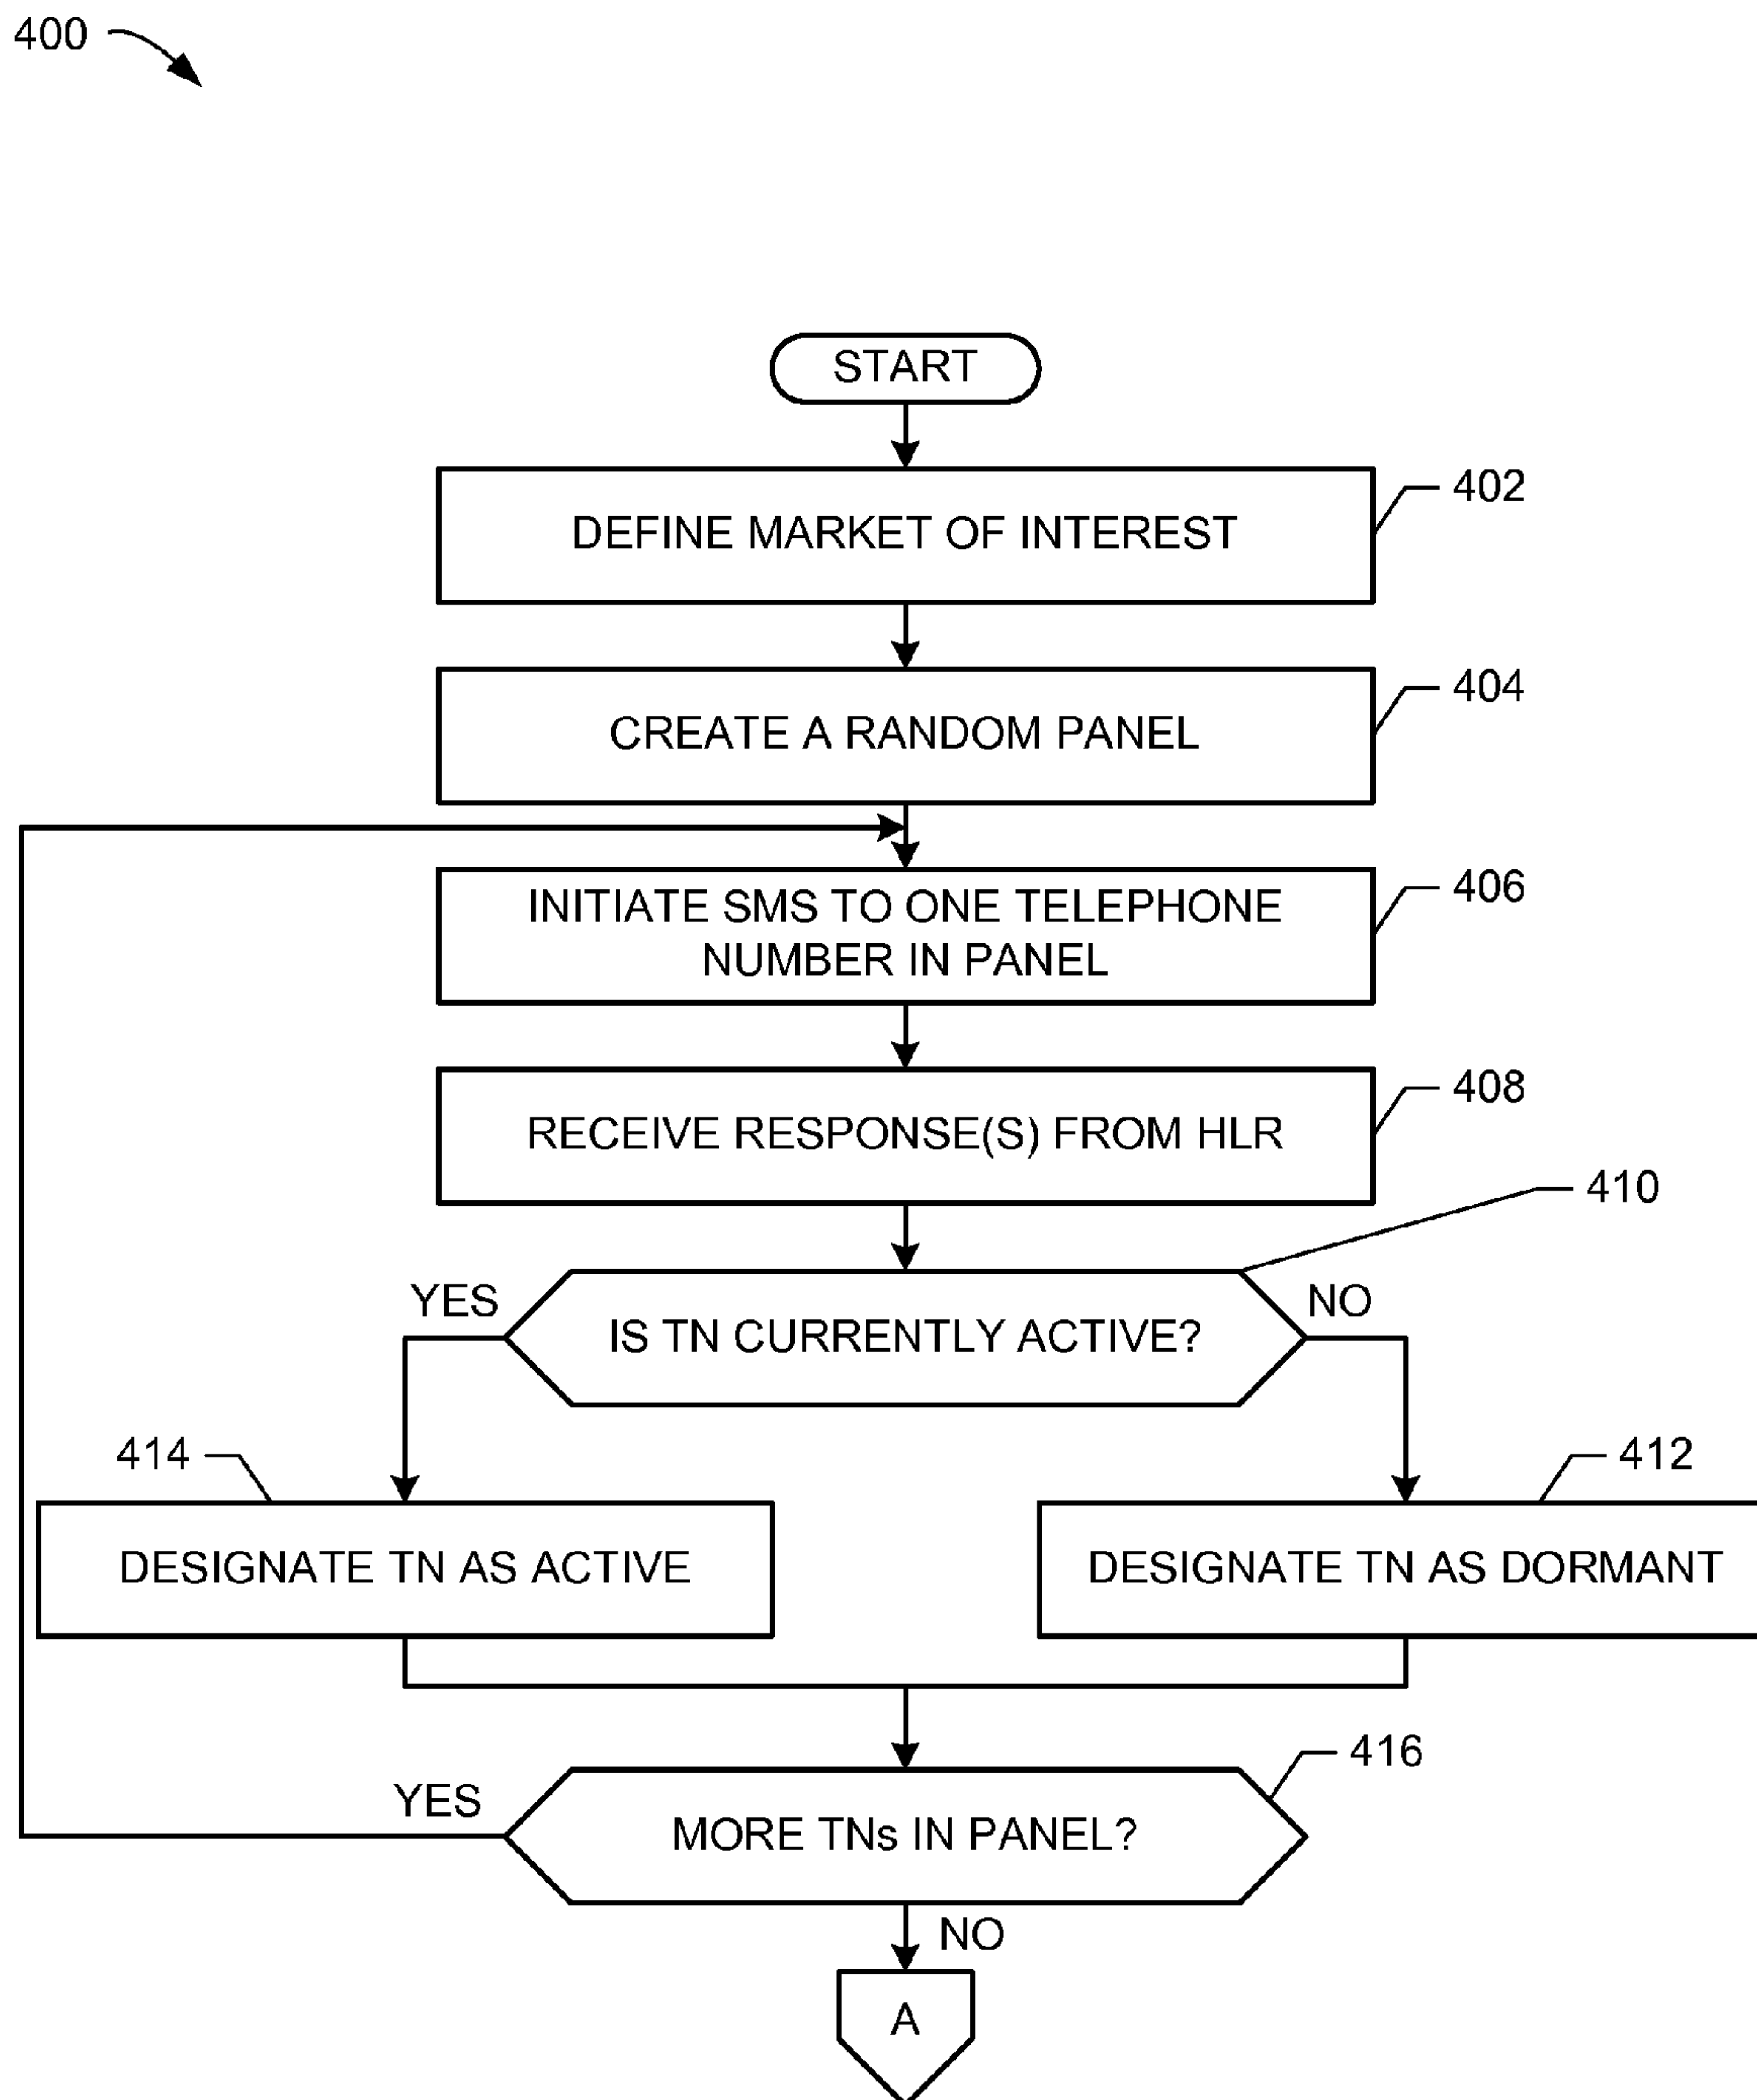 400
START
DEFINE MARKET OF INTEREST
402
CREATE A RANDOM PANEL
404
INITIATE SMS TO ONE TELEPHONE
NUMBER IN PANEL
406
RECEIVE RESPONSE(S) FROM HLR
408
410
YES
IS TN CURRENTLY ACTIVE?
NO
414
412
DESIGNATE TN AS ACTIVE
DESIGNATE TN AS DORMANT
416
YES
MORE TNs IN PANEL?
NO
A